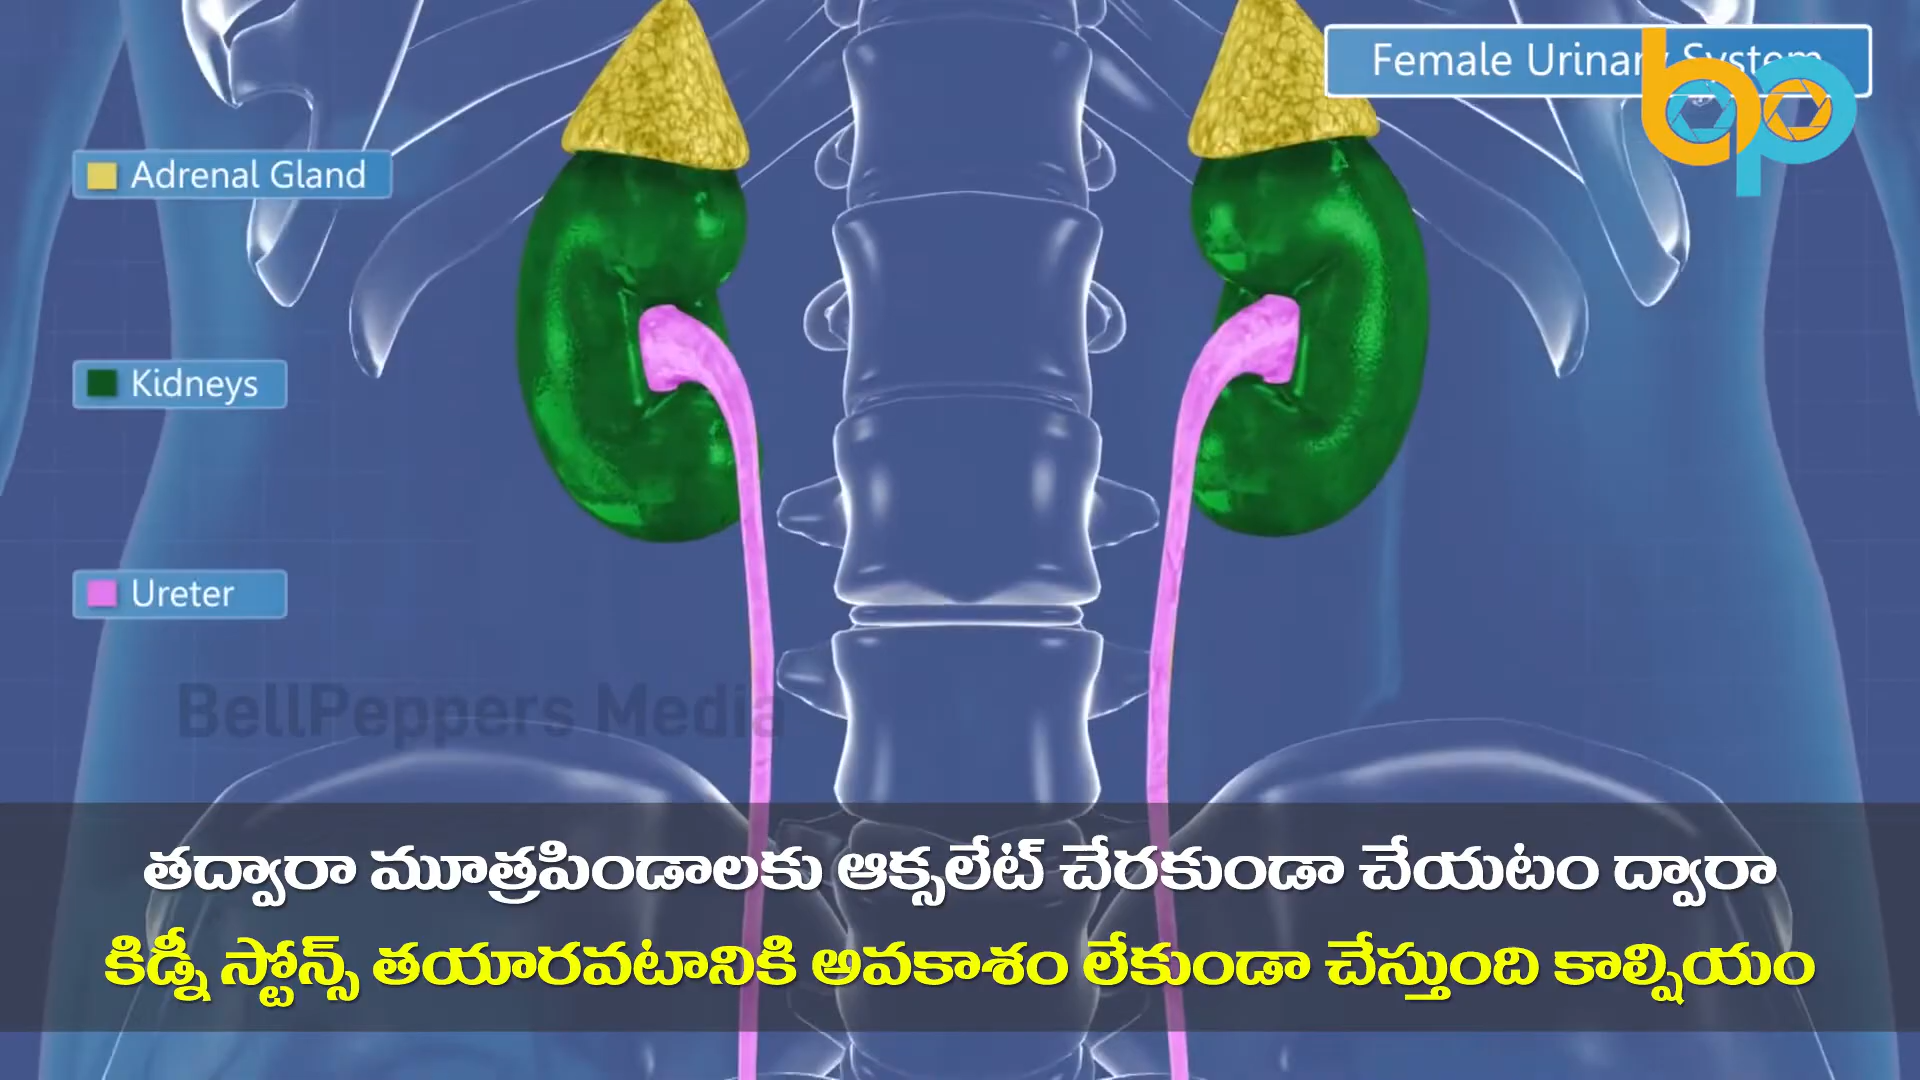 Female Urinary System
Adrenal Gland
Kidneys
Ureter
BellPeppers Media
తద్వారా మూత్రపిండాలకు ఆక్సలేట్ చేరకుండా చేయటం ద్వారా
కిడ్నీ స్టోన్స్ తయారవటానికి అవకాశం లేకుండా చేస్తుంది కాల్షియం